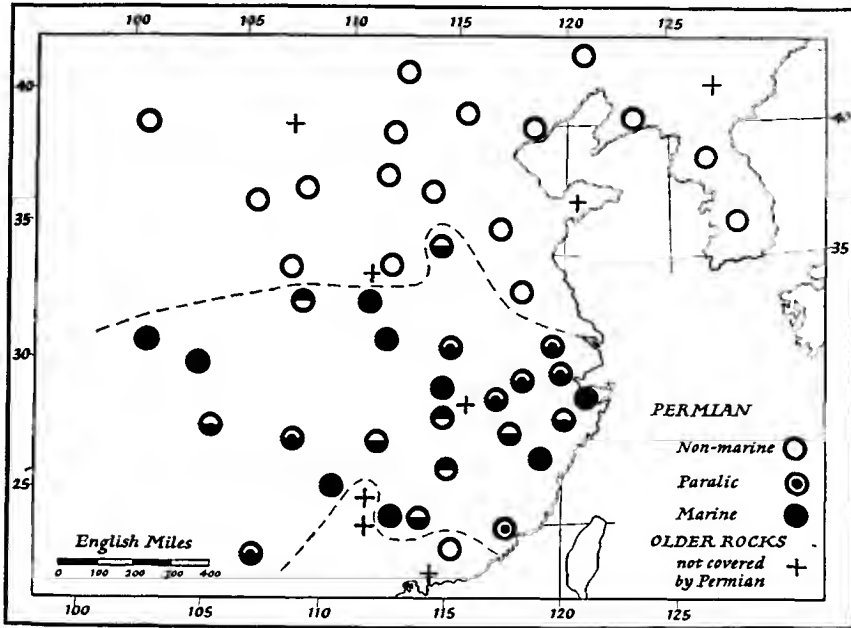 100 105 110 115 120 125
40
40
35
35
30
25
PERMIAN
Non-marine
Paralic
Marine
OLDER ROCKS
not covered
by Permian
English Miles
0 100 200 300 400
100 105 110 115 120 125